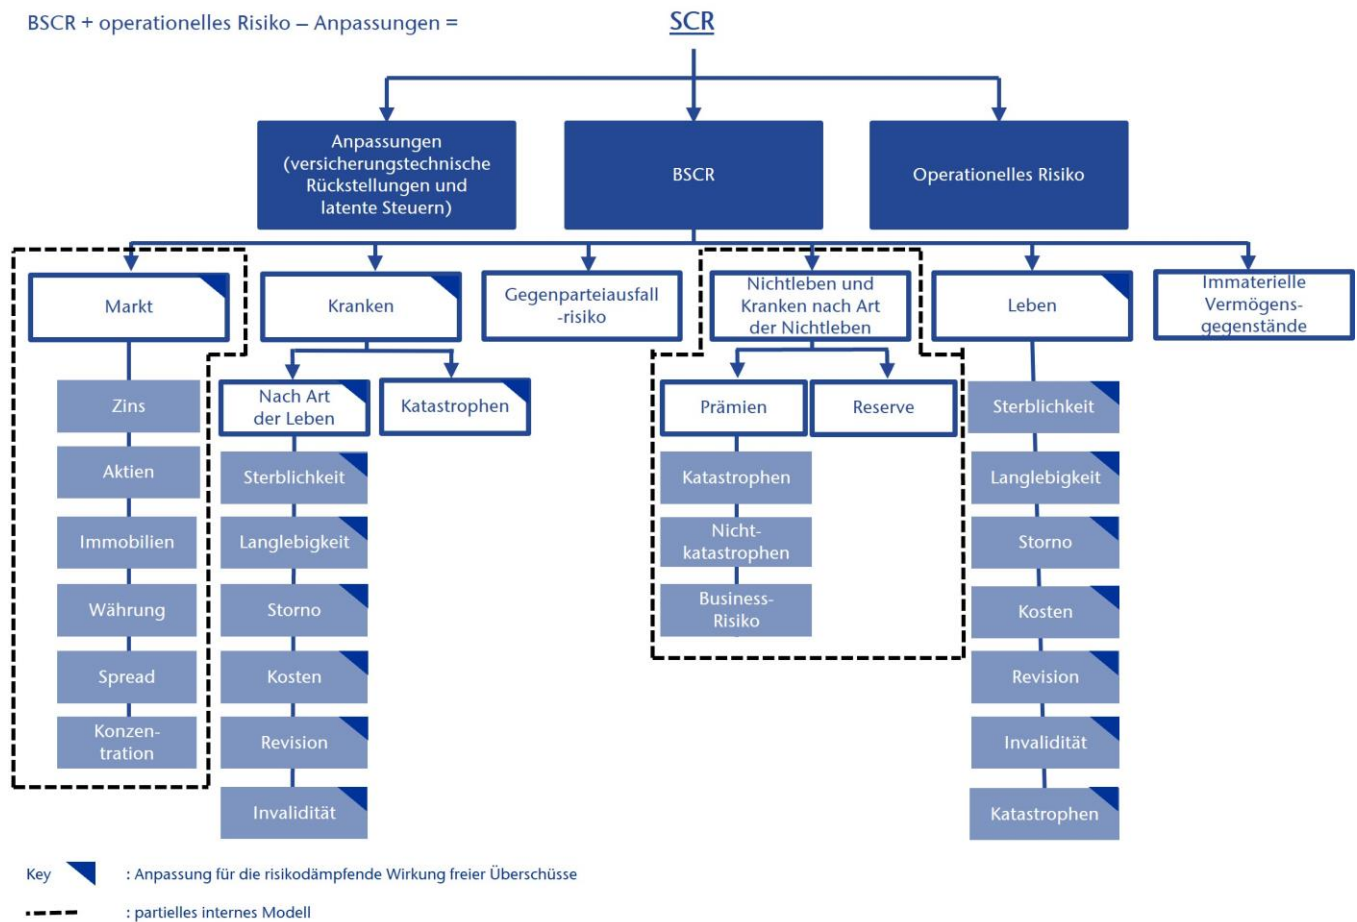 BSCR + operationelles Risiko – Anpassungen =
SCR
Anpassungen
(versicherungstechnische
Rückstellungen und
latente Steuern)
BSCR
Operationelles Risiko
Markt
Kranken
Gegenparteiausfall
-risiko
Nichtleben und
Kranken nach Art
der Nichtleben
Leben
Immaterielle
Vermögens-
gegenstände
Zins
Aktien
Immobilien
Währung
Spread
Konzen-
tration
Nach Art
der Leben
Katastrophen
Sterblichkeit
Langlebigkeit
Storno
Kosten
Revision
Invalidität
Prämien
Reserve
Katastrophen
Nicht-
katastrophen
Business-
Risiko
Sterblichkeit
Langlebigkeit
Storno
Kosten
Revision
Invalidität
Katastrophen
Key : Anpassung für die risikodämpfende Wirkung freier Überschüsse
: partielles internes Modell